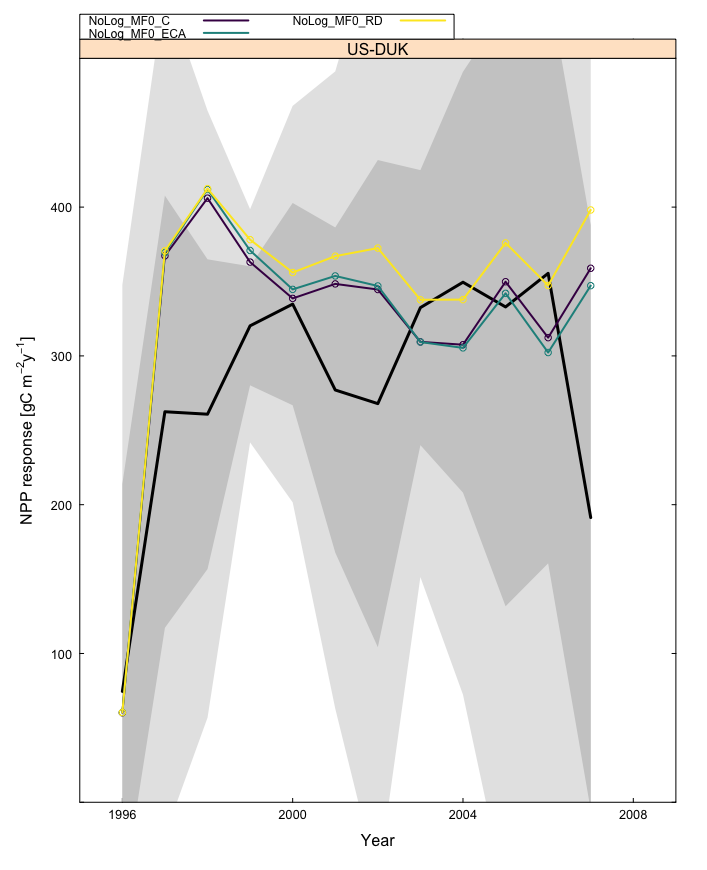 NoLog_MF0_C NoLog_MF0_RD
NoLog_MF0_ECA
US-DUK
NPP response [gC m⁻²y⁻¹]
400
300
200
100
1996 2000 2004 2008
Year